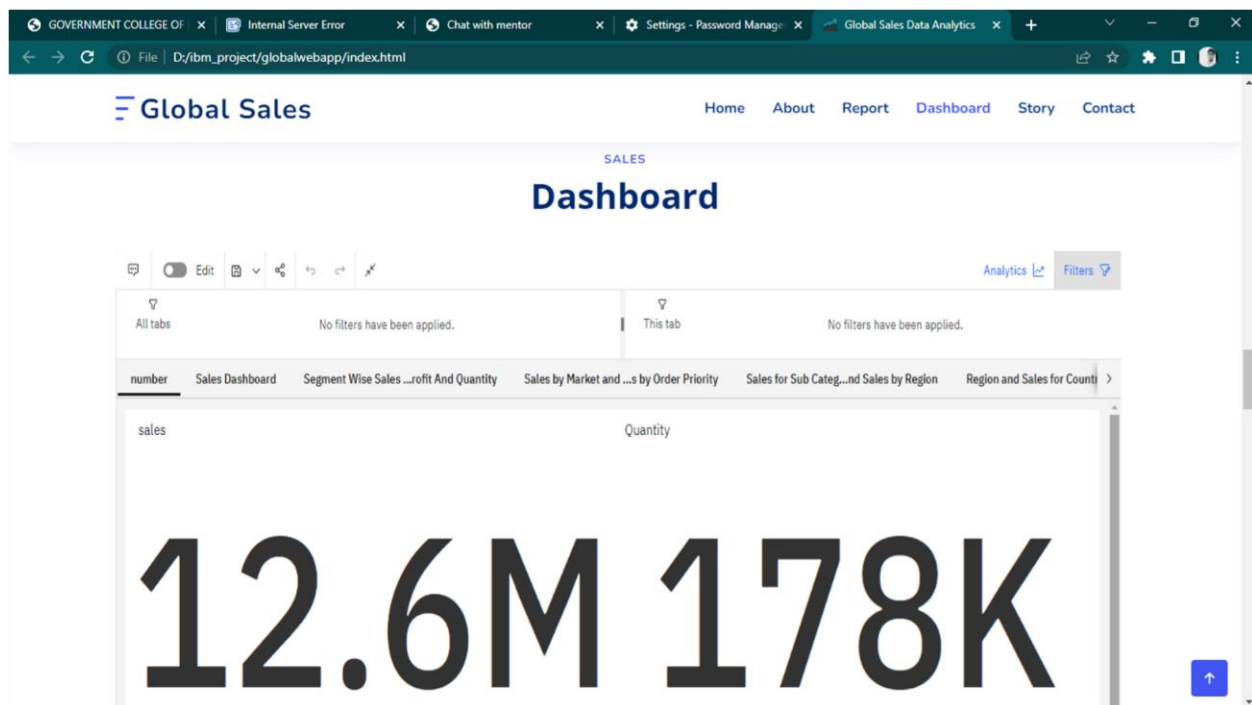 GOVERNMENT COLLEGE OF
Internal Server Error
Chat with mentor
Settings - Password Manage
Global Sales Data Analytics
File | D:/ibm_project/globalwebapp/index.html
Global Sales
Home About Report Dashboard Story Contact
SALES
Dashboard
Edit
Analytics Filters
All tabs
No filters have been applied.
This tab
No filters have been applied.
number Sales Dashboard Segment Wise Sales ...rofit And Quantity Sales by Market and ...s by Order Priority Sales for Sub Categ...nd Sales by Region Region and Sales for Countr
sales Quantity
12.6M 178K